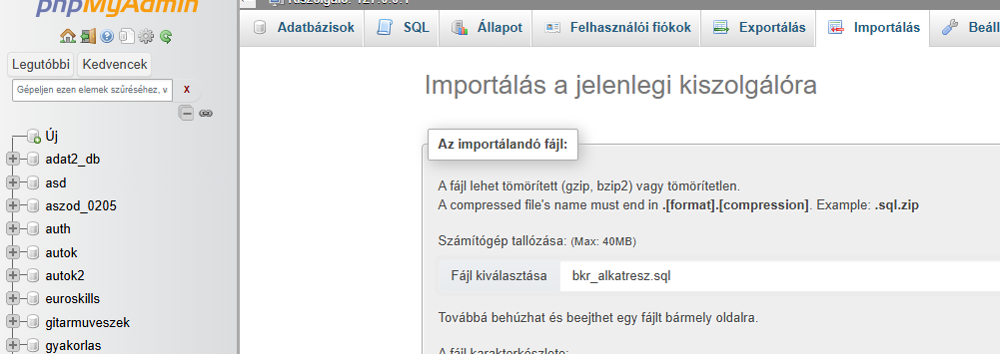 phpMyAdmin
Legutóbbi Kedvencek
Gépeljen ezen elemek szűréséhez, v X
Új
adat2_db
asd
aszod_0205
auth
autok
autok2
euroskills
gitarmuveszek
gyakorlas
Kiszolgáló: 127.0.0.1
Adatbázisok SQL Állapot Felhasználói fiókok Exportálás Importálás Beáll
Importálás a jelenlegi kiszolgálóra
Az importálandó fájl:
A fájl lehet tömörített (gzip, bzip2) vagy tömörítetlen.
A compressed file's name must end in .[format].[compression]. Example: .sql.zip
Számítógép tallózása: (Max: 40MB)
Fájl kiválasztása bkr_alkatresz.sql
Továbbá behúzhat és beejthet egy fájlt bármely oldalra.
A fájl karakterkészlete: